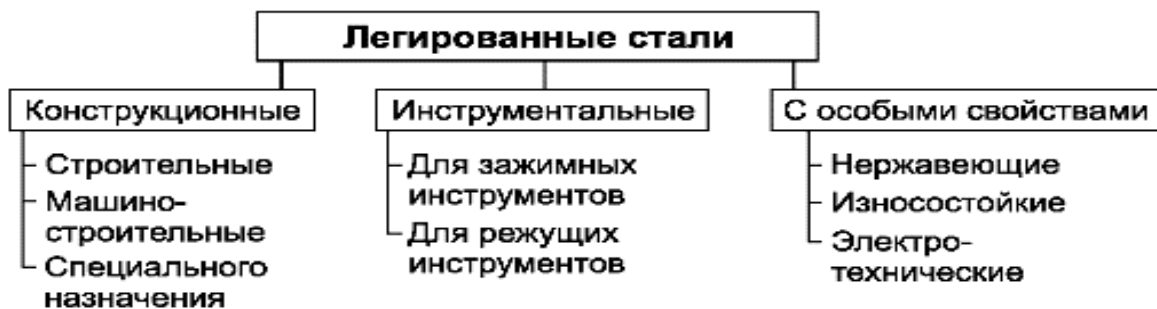 Легированные стали
Конструкционные
Строительные
Машино-
строительные
Специального
назначения
Инструментальные
Для зажимных
инструментов
Для режущих
инструментов
С особыми свойствами
Нержавеющие
Износостойкие
Электро-
технические